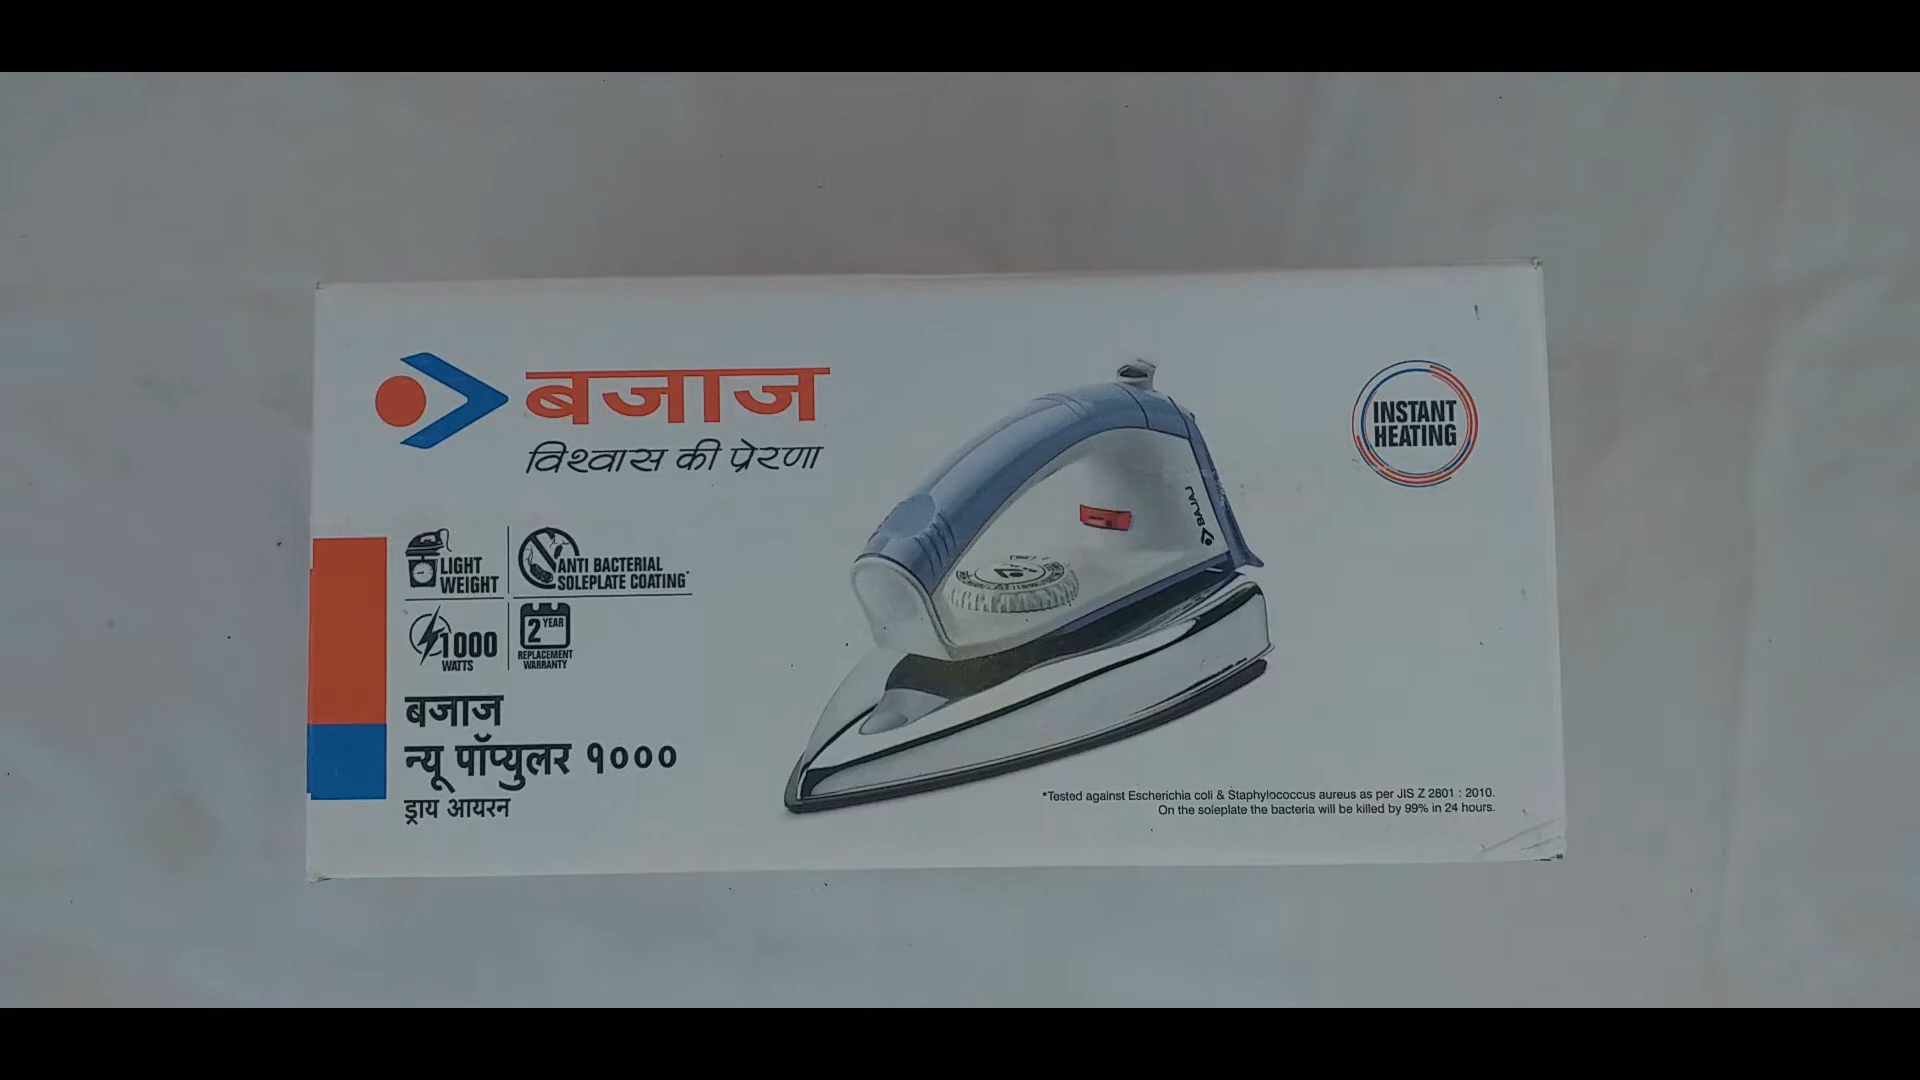 बजाज
विश्वास की प्रेरणा
INSTANT
HEATING
BAJAJ
LIGHT
WEIGHT
ANTI BACTERIAL
SOLEPLATE COATING*
1000
WATTS
2 YEAR
REPLACEMENT
WARRANTY
बजाज
न्यू पॉप्युलर १०००
ड्राय आयरन
*Tested against Escherichia coli & Staphylococcus aureus as per JIS Z 2801 : 2010.
On the soleplate the bacteria will be killed by 99% in 24 hours.